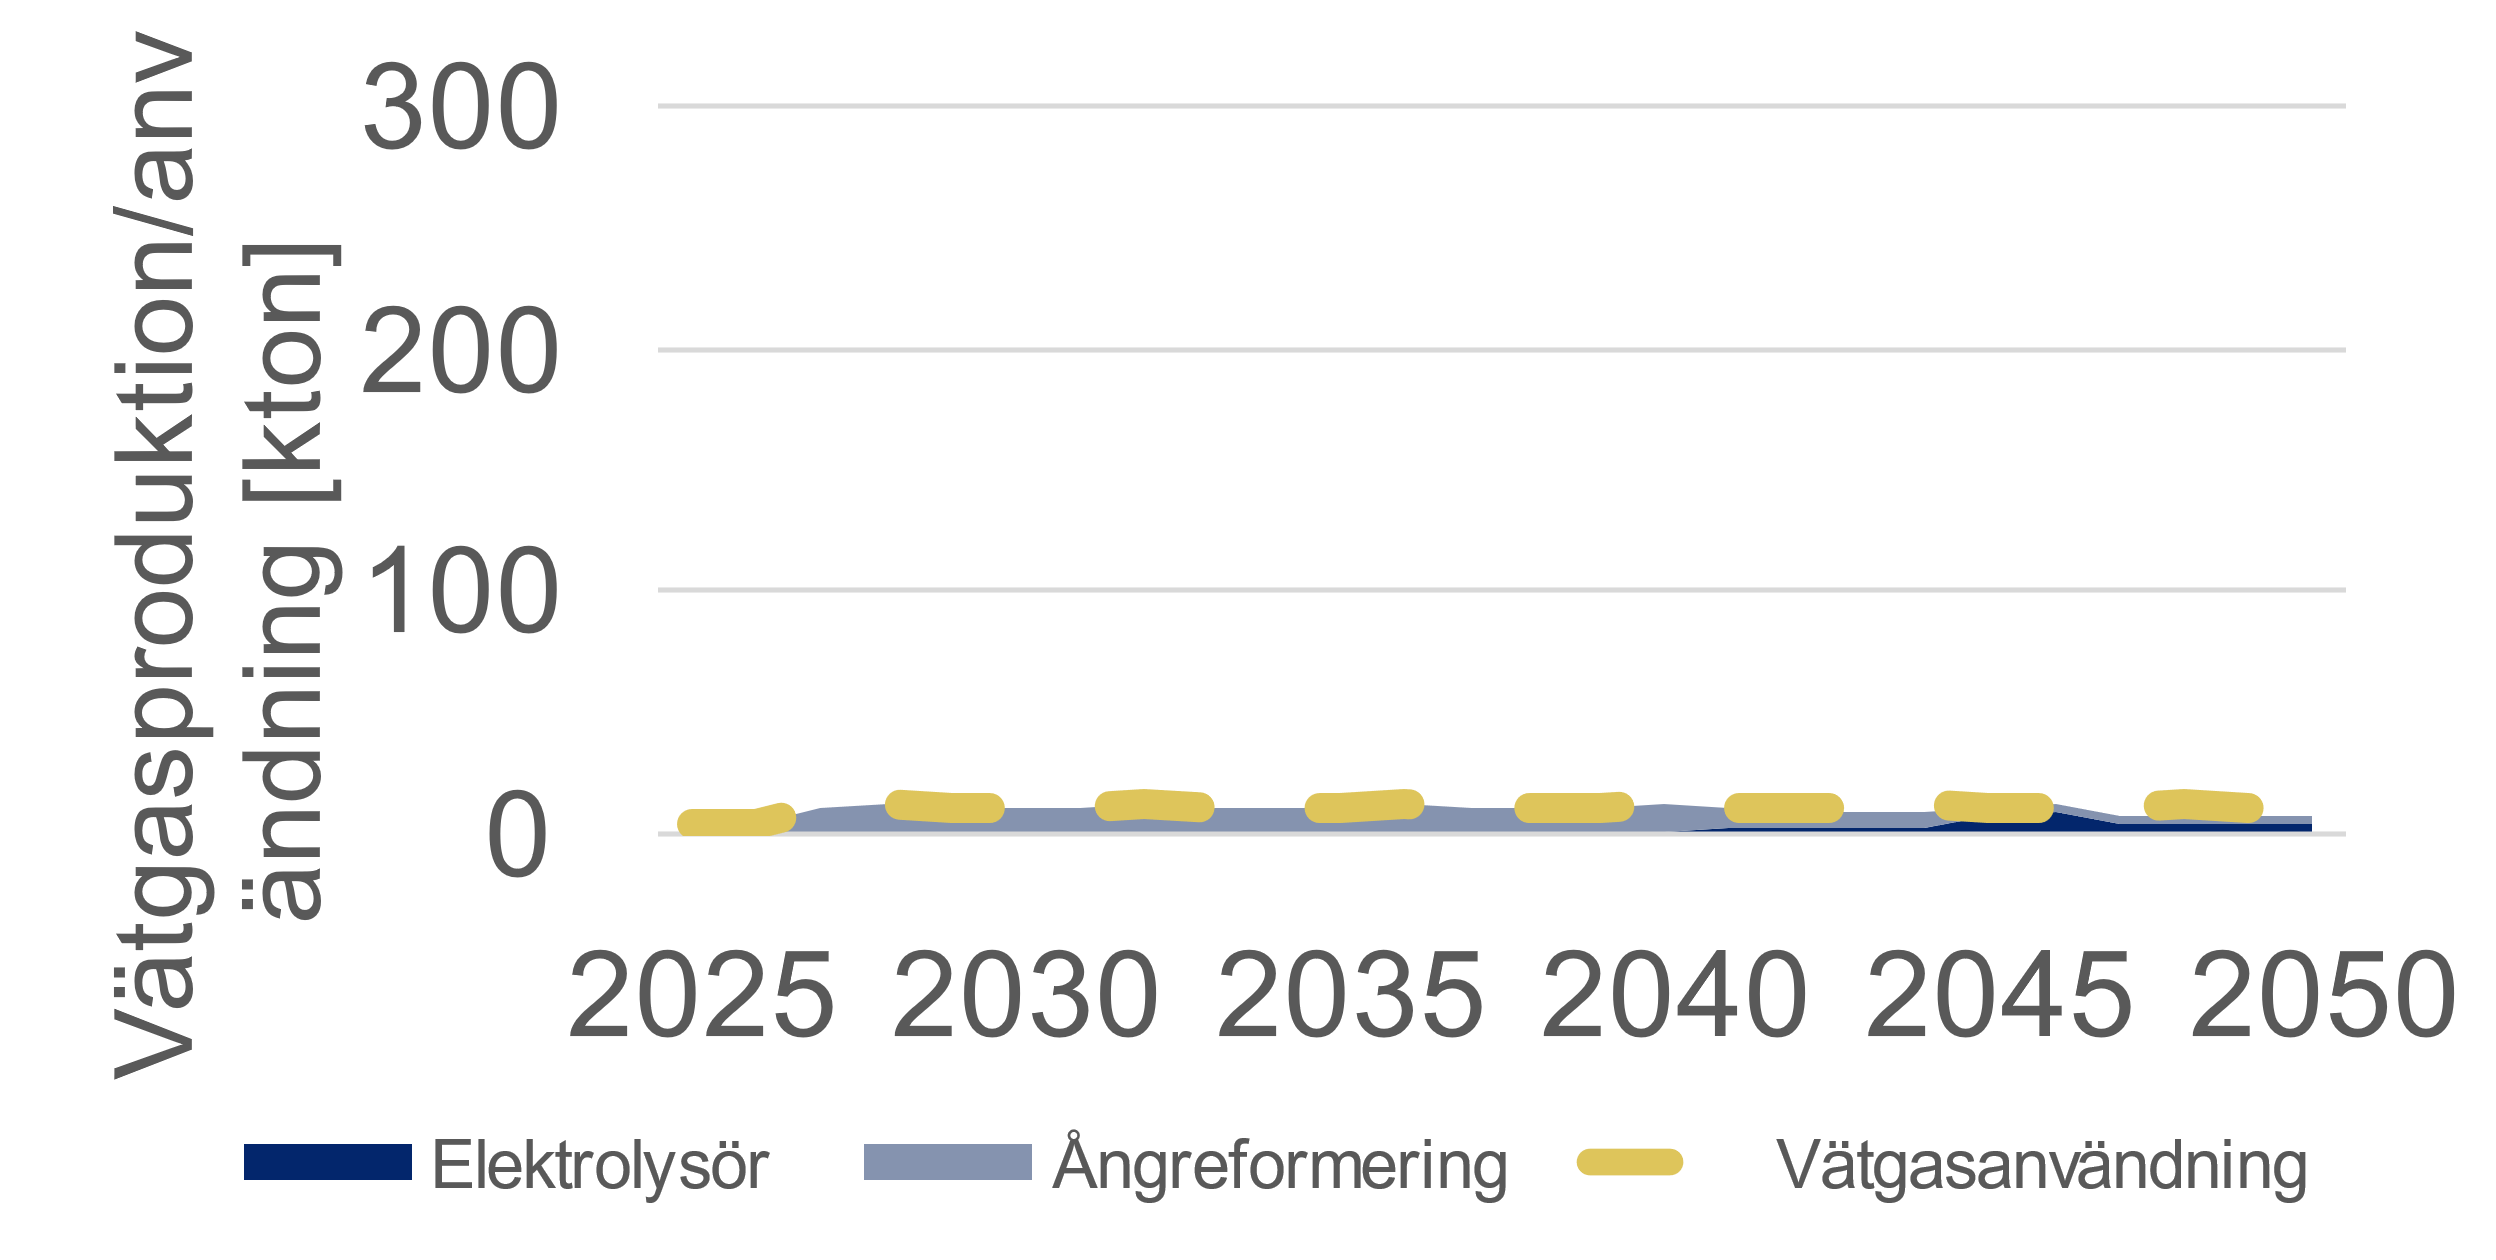 Vätgasproduktion/anv
ändning [kton]
300
200
100
0
2025 2030 2035 2040 2045 2050
Elektrolysör Ångreformering Vätgasanvändning